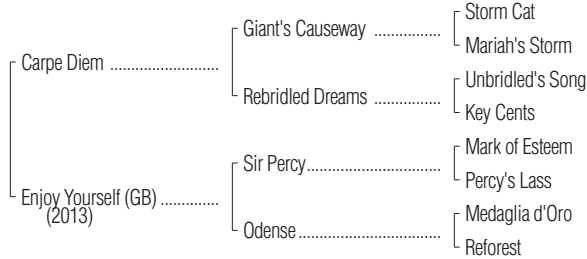 Storm Cat
Giant's Causeway ................
Mariah's Storm
Carpe Diem ..........................
Unbridled's Song
Rebridled Dreams ................
Key Cents
Mark of Esteem
Sir Percy................................
Percy's Lass
Enjoy Yourself (GB) ..............
(2013)
Medaglia d'Oro
Odense ..................................
Reforest